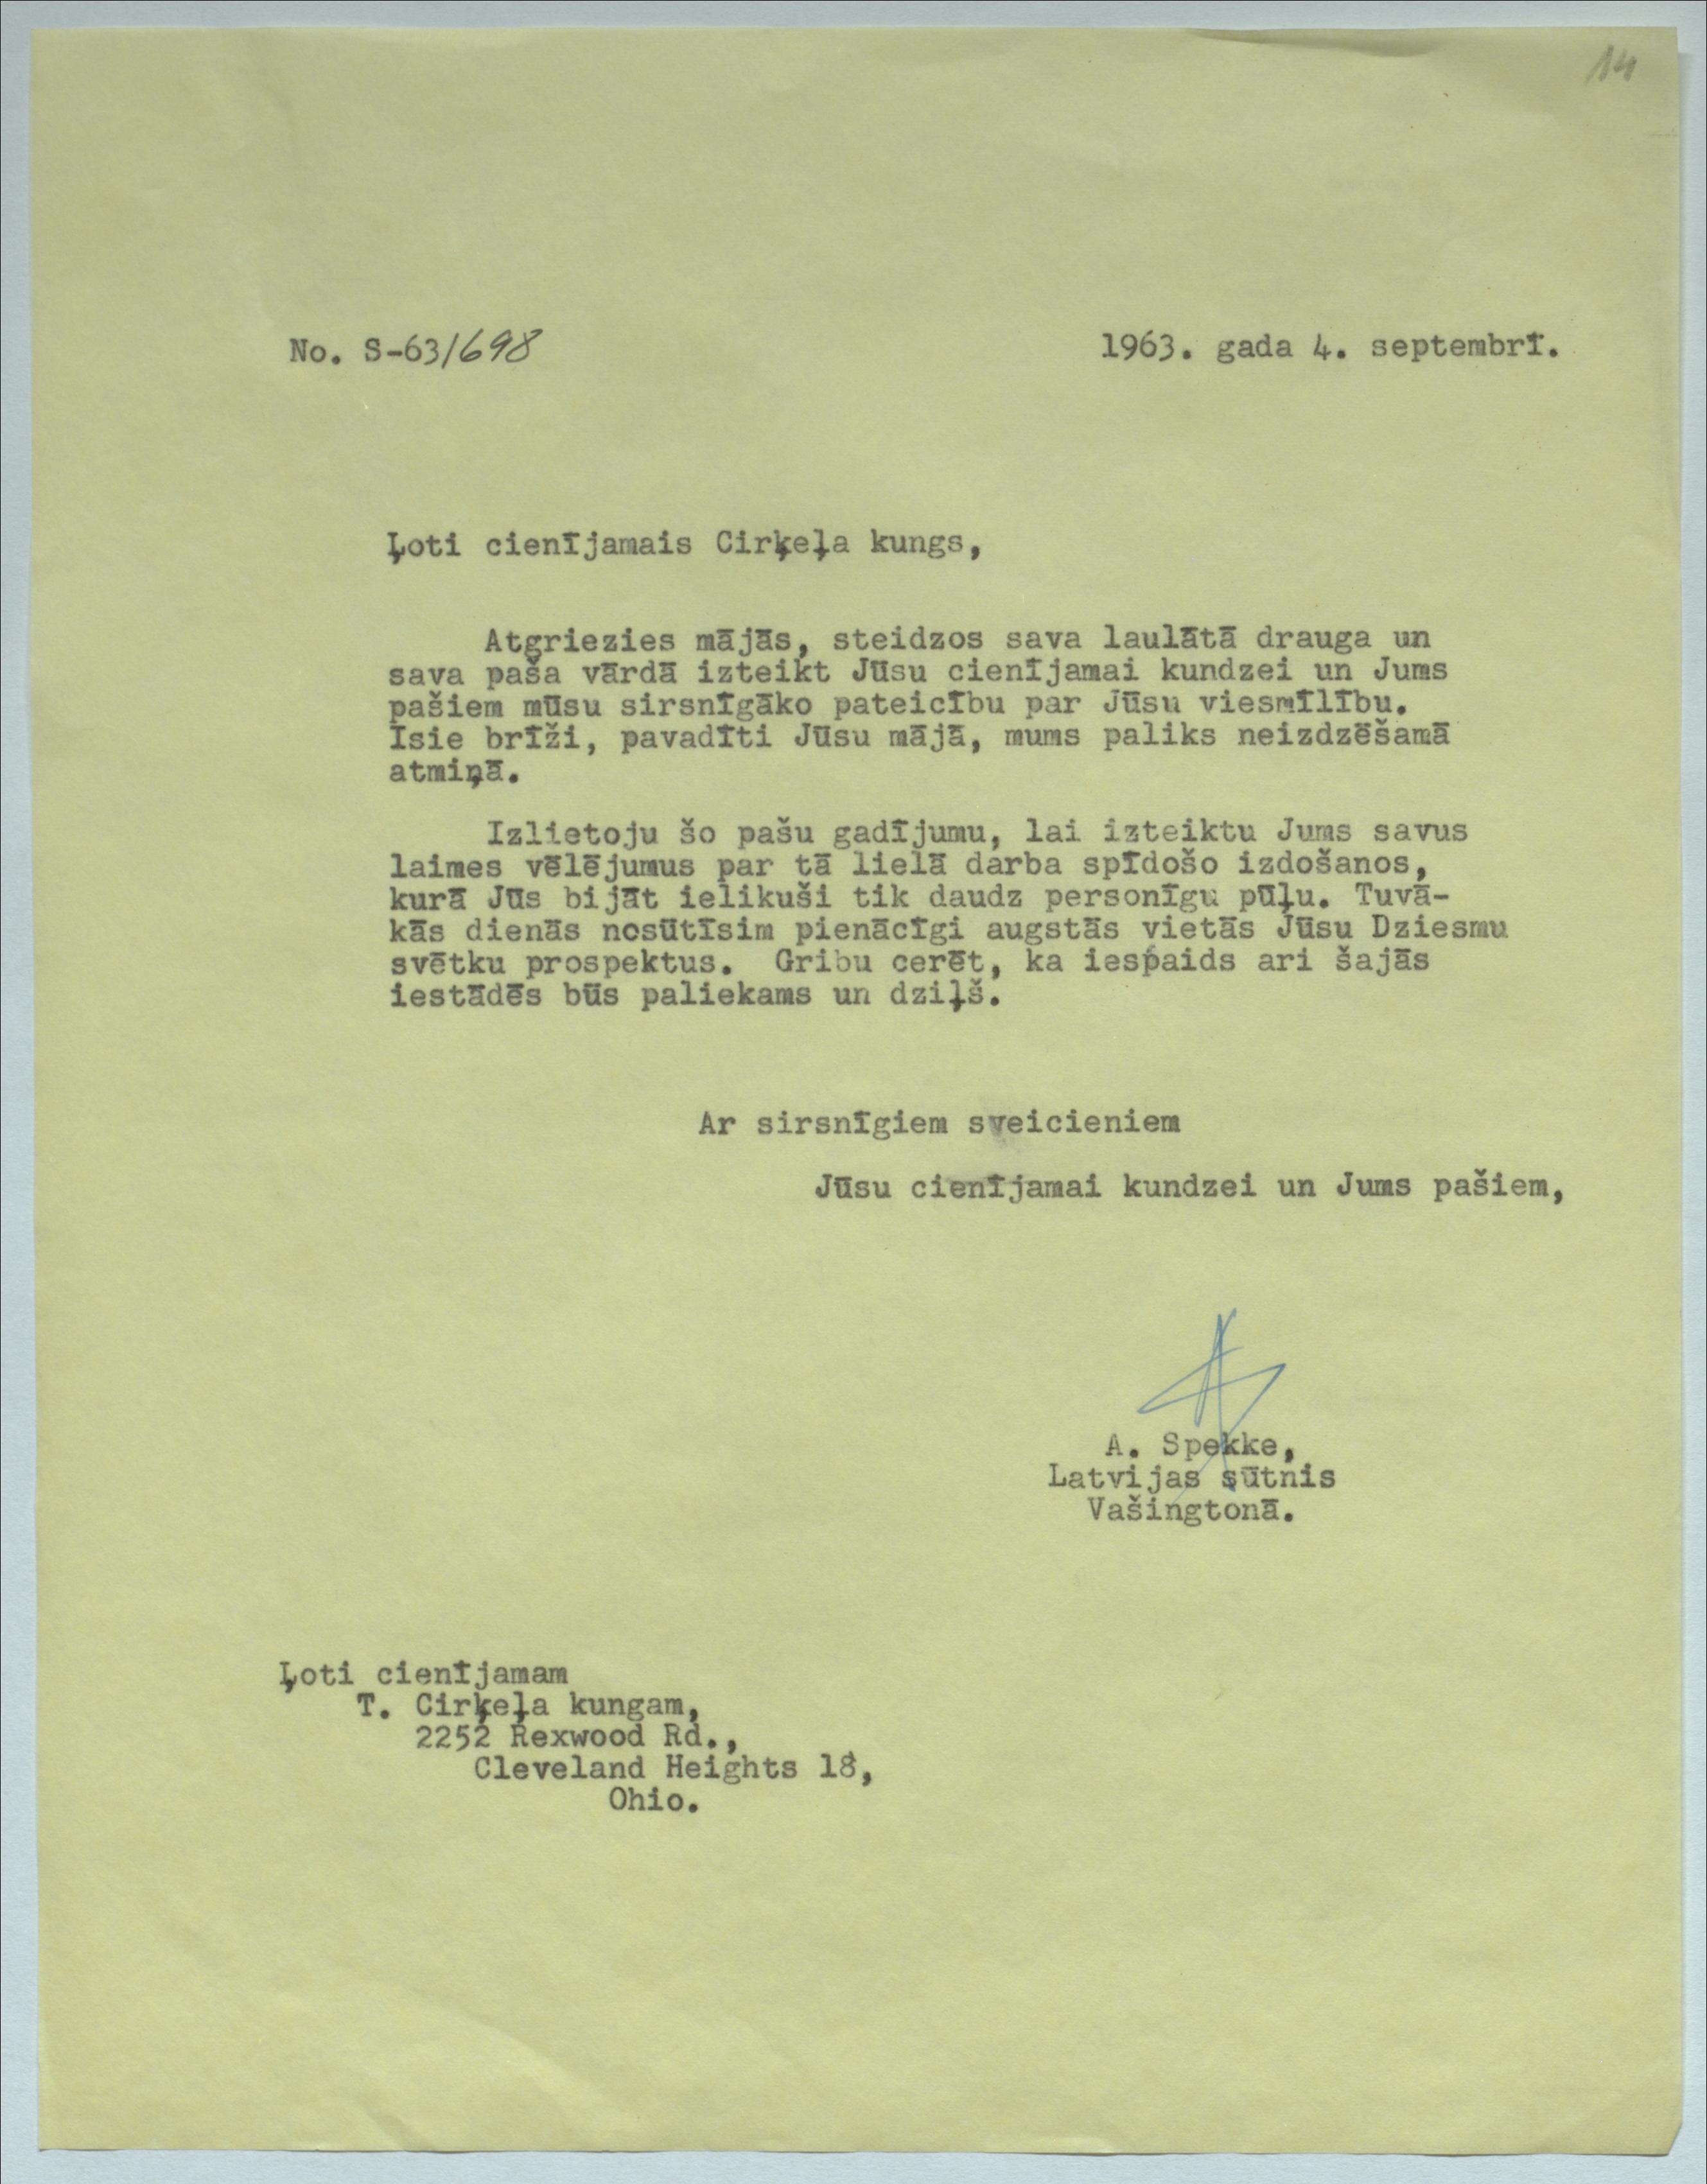 14
No. S-63/698
1963. gada 4. septembrī.
Ļoti cienījamais Cirķeļa kungs,
Atgriezies mājās, steidzos sava laulātā drauga un
sava paša vārdā izteikt Jūsu cienījamai kundzei un Jums
pašiem mūsu sirsnīgāko pateicību par Jūsu viesmīlību.
Īsie brīži, pavadīti Jūsu mājā, mums paliks neizdzēšamā
atmiņā.
Izlietoju šo pašu gadījumu, lai izteiktu Jums savus
laimes vēlējumus par tā lielā darba spīdošo izdošanos,
kurā Jūs bijāt ielikuši tik daudz personīgu pūļu. Tuvā-
kās dienās nosūtīsim pienācīgi augstās vietās Jūsu Dziesmu
svētku prospektus. Gribu cerēt, ka iespaids ari šajās
iestādēs būs paliekams un dziļš.
Ar sirsnīgiem sveicieniem
Jūsu cienījamai kundzei un Jums pašiem,
A. Spekke,
Latvijas sūtnis
Vašingtonā.
Ļoti cienījamam
T. Cirķeļa kungam,
2252 Rexwood Rd.,
Cleveland Heights 18,
Ohio.